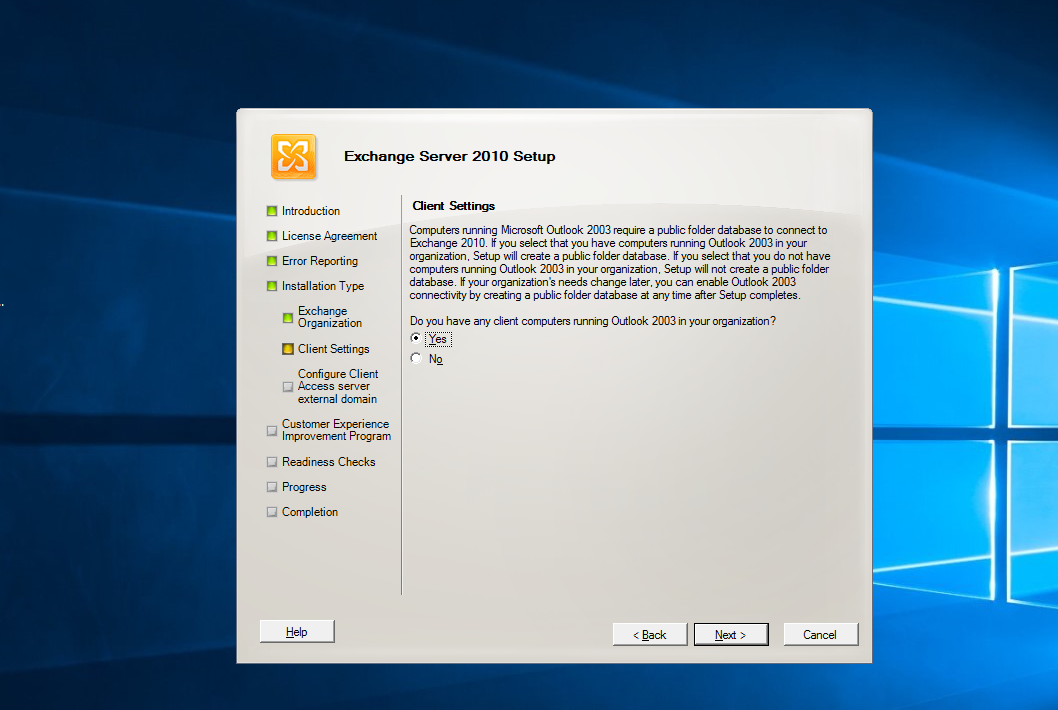 Exchange Server 2010 Setup
Introduction
License Agreement
Error Reporting
Installation Type
Exchange
Organization
Client Settings
Configure Client
Access server
external domain
Customer Experience
Improvement Program
Readiness Checks
Progress
Completion
Client Settings
Computers running Microsoft Outlook 2003 require a public folder database to connect to
Exchange 2010. If you select that you have computers running Outlook 2003 in your
organization, Setup will create a public folder database. If you select that you do not have
computers running Outlook 2003 in your organization, Setup will not create a public folder
database. If your organization's needs change later, you can enable Outlook 2003
connectivity by creating a public folder database at any time after Setup completes.
Do you have any client computers running Outlook 2003 in your organization?
Yes
No
Help
< Back
Next >
Cancel